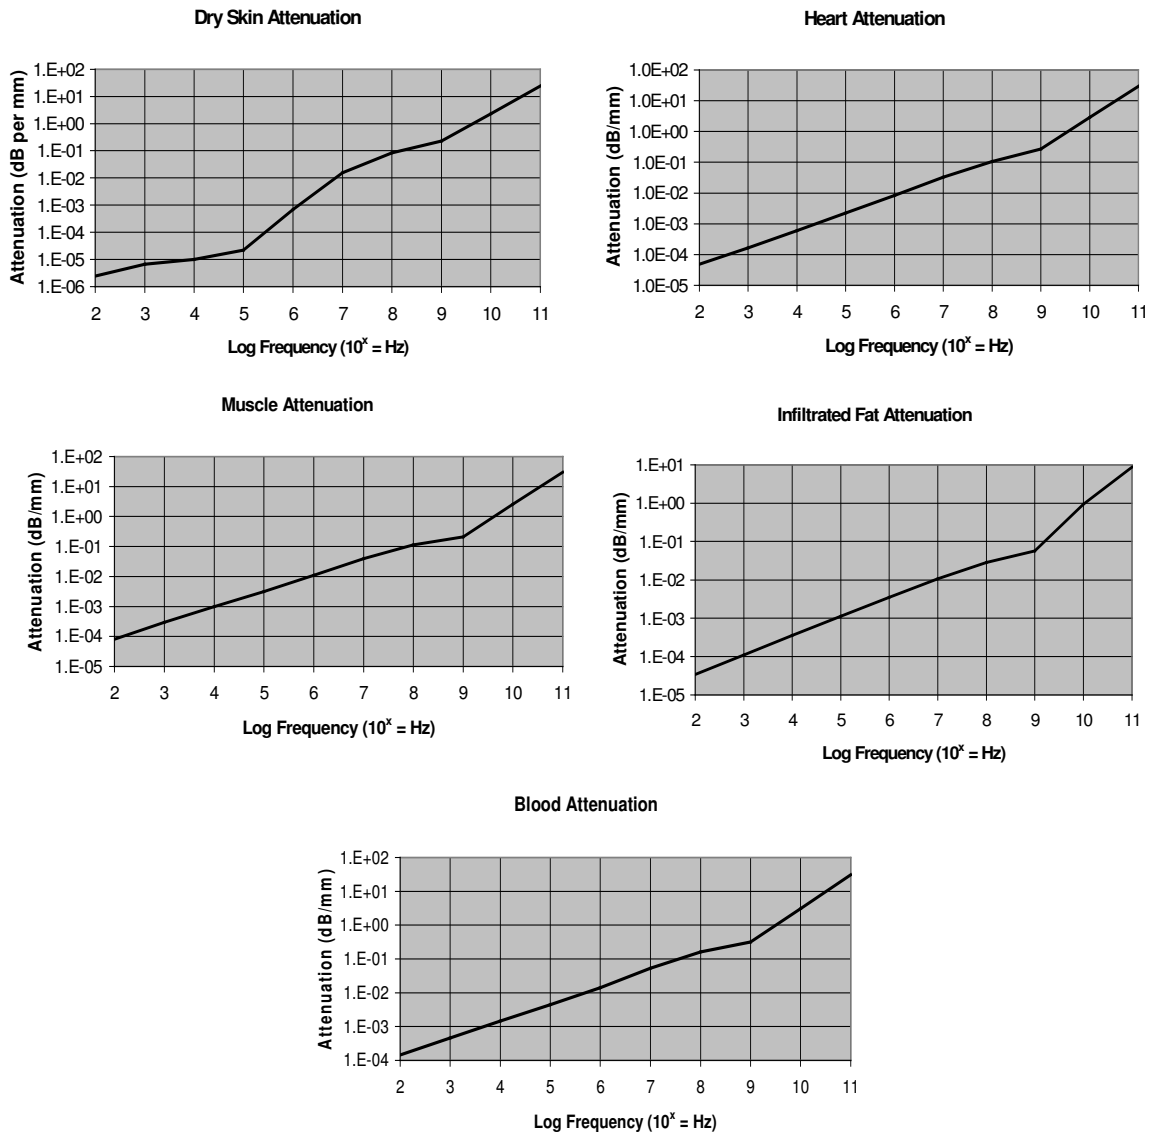 Dry Skin Attenuation
Attenuation (dB per mm)
1.E+02
1.E+01
1.E+00
1.E-01
1.E-02
1.E-03
1.E-04
1.E-05
1.E-06
2 3 4 5 6 7 8 9 10 11
Log Frequency (10^x = Hz)
Heart Attenuation
Attenuation (dB/mm)
1.0E+02
1.0E+01
1.0E+00
1.0E-01
1.0E-02
1.0E-03
1.0E-04
1.0E-05
2 3 4 5 6 7 8 9 10 11
Log Frequency (10^x = Hz)
Muscle Attenuation
Attenuation (dB/mm)
1.E+02
1.E+01
1.E+00
1.E-01
1.E-02
1.E-03
1.E-04
1.E-05
2 3 4 5 6 7 8 9 10 11
Log Frequency (10^x = Hz)
Infiltrated Fat Attenuation
Attenuation (dB/mm)
1.E+01
1.E+00
1.E-01
1.E-02
1.E-03
1.E-04
1.E-05
2 3 4 5 6 7 8 9 10 11
Log Frequency (10^x = Hz)
Blood Attenuation
Attenuation (dB/mm)
1.E+02
1.E+01
1.E+00
1.E-01
1.E-02
1.E-03
1.E-04
2 3 4 5 6 7 8 9 10 11
Log Frequency (10^x = Hz)